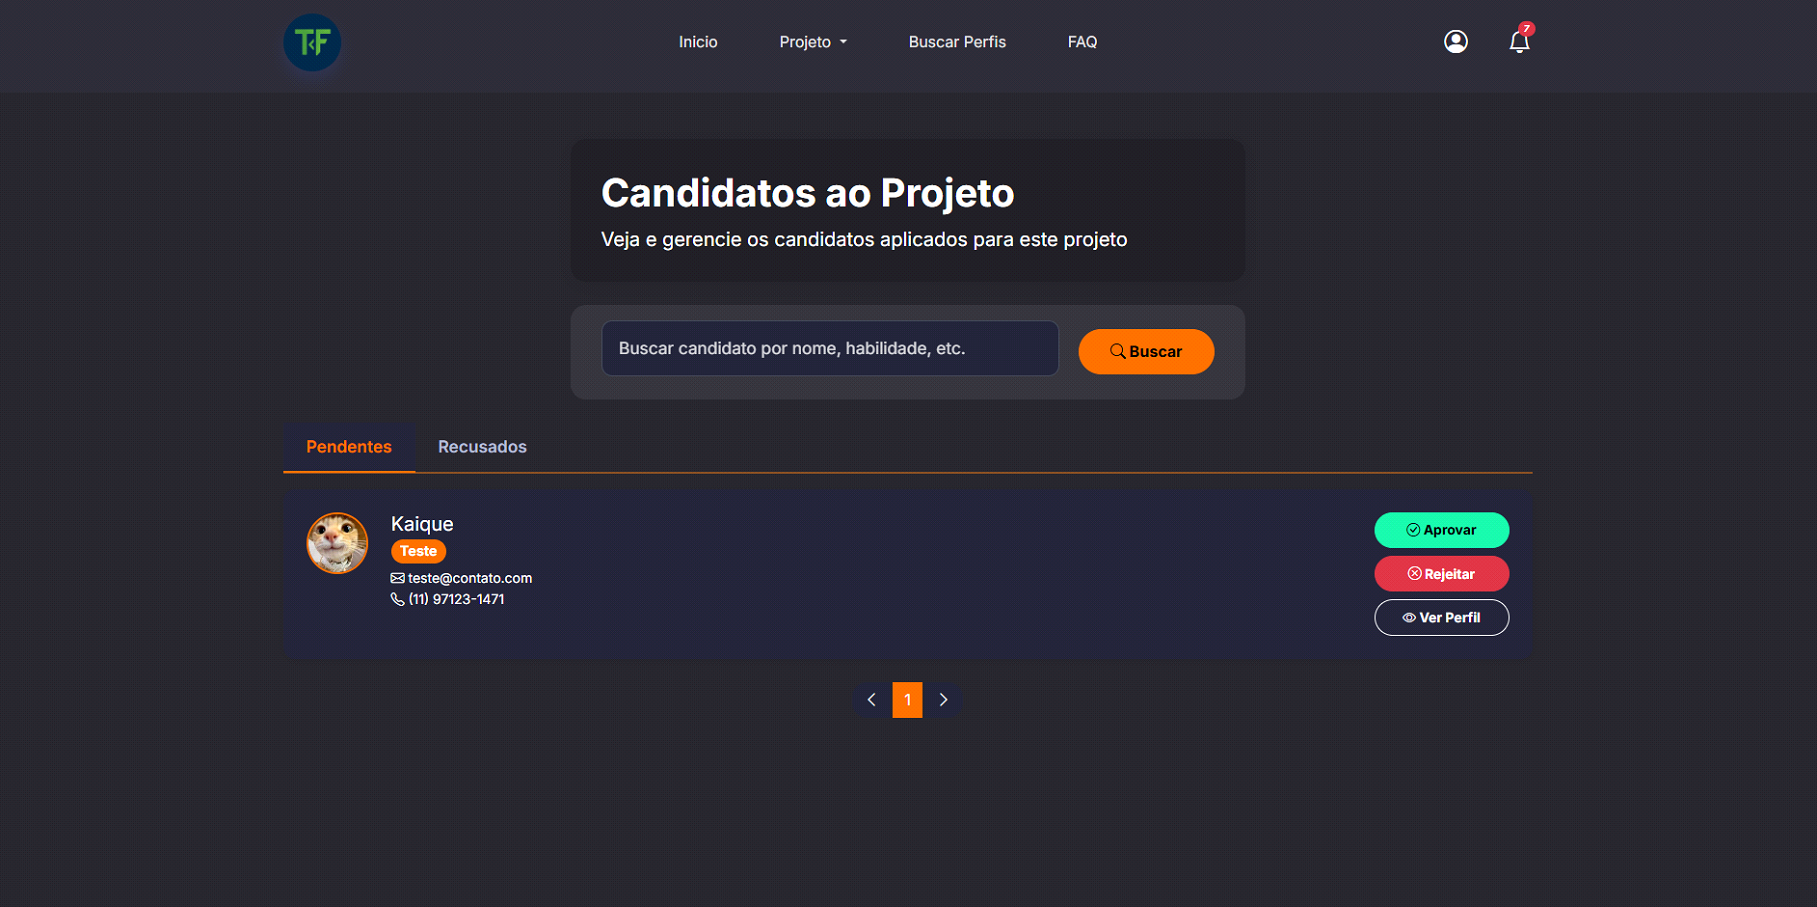 TKF
Inicio
Projeto
Buscar Perfis
FAQ
7
Candidatos ao Projeto
Veja e gerencie os candidatos aplicados para este projeto
Buscar candidato por nome, habilidade, etc.
Buscar
Pendentes
Recusados
Kaique
Teste
teste@contato.com
(11) 97123-1471
Aprovar
Rejeitar
Ver Perfil
1